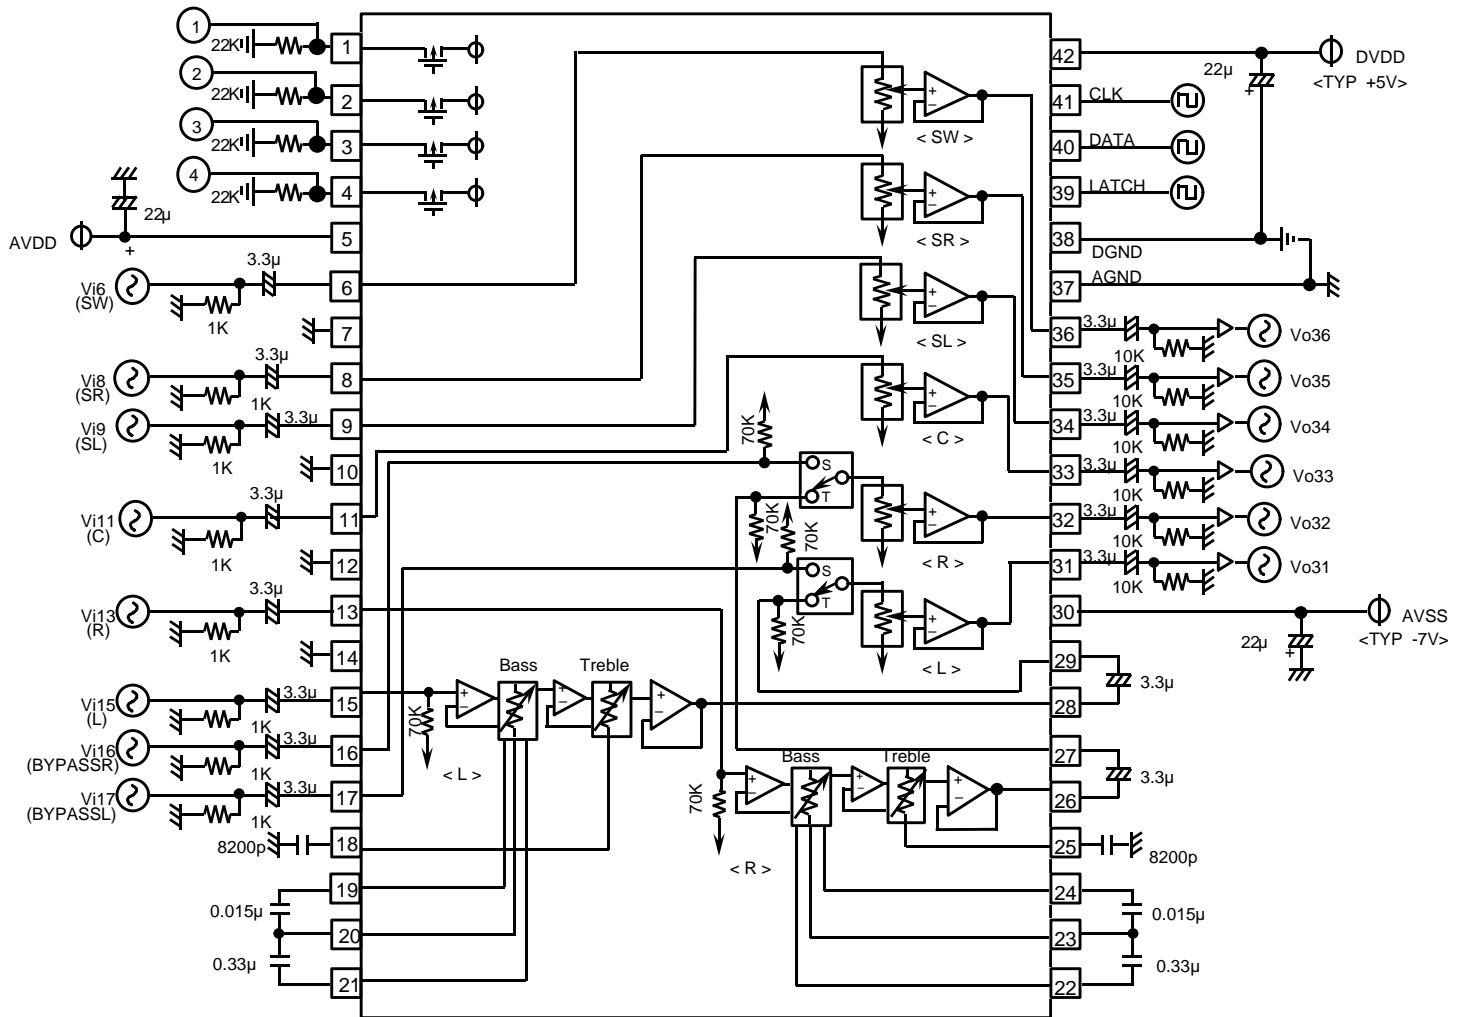 1
22K
1
2
22K
2
3
22K
3
4
22K
4
22µ
+
AVDD
5
3.3µ
Vi6
(SW)
1K
6
7
3.3µ
Vi8
(SR)
1K
8
3.3µ
Vi9
(SL)
1K
9
10
3.3µ
Vi11
(C)
1K
11
12
3.3µ
Vi13
(R)
1K
13
14
3.3µ
Vi15
(L)
1K
15
3.3µ
Vi16
(BYPASSR)
1K
16
3.3µ
Vi17
(BYPASSL)
1K
17
8200p
18
19
0.015µ
20
0.33µ
21
+
−
< SW >
+
−
< SR >
+
−
< SL >
+
−
< C >
70K
S
T
70K
+
−
< R >
70K
S
T
70K
+
−
< L >
Bass
Treble
+
−
+
−
+
−
70K
< L >
Bass
Treble
+
−
+
−
+
−
70K
< R >
42
22µ
+
DVDD
<TYP +5V>
41
CLK
40
DATA
39
LATCH
38
DGND
37
AGND
36
3.3µ
10K
Vo36
35
3.3µ
10K
Vo35
34
3.3µ
10K
Vo34
33
3.3µ
10K
Vo33
32
3.3µ
10K
Vo32
31
3.3µ
10K
Vo31
30
22µ
+
AVSS
<TYP -7V>
29
3.3µ
28
27
3.3µ
26
25
8200p
24
0.015µ
23
0.33µ
22